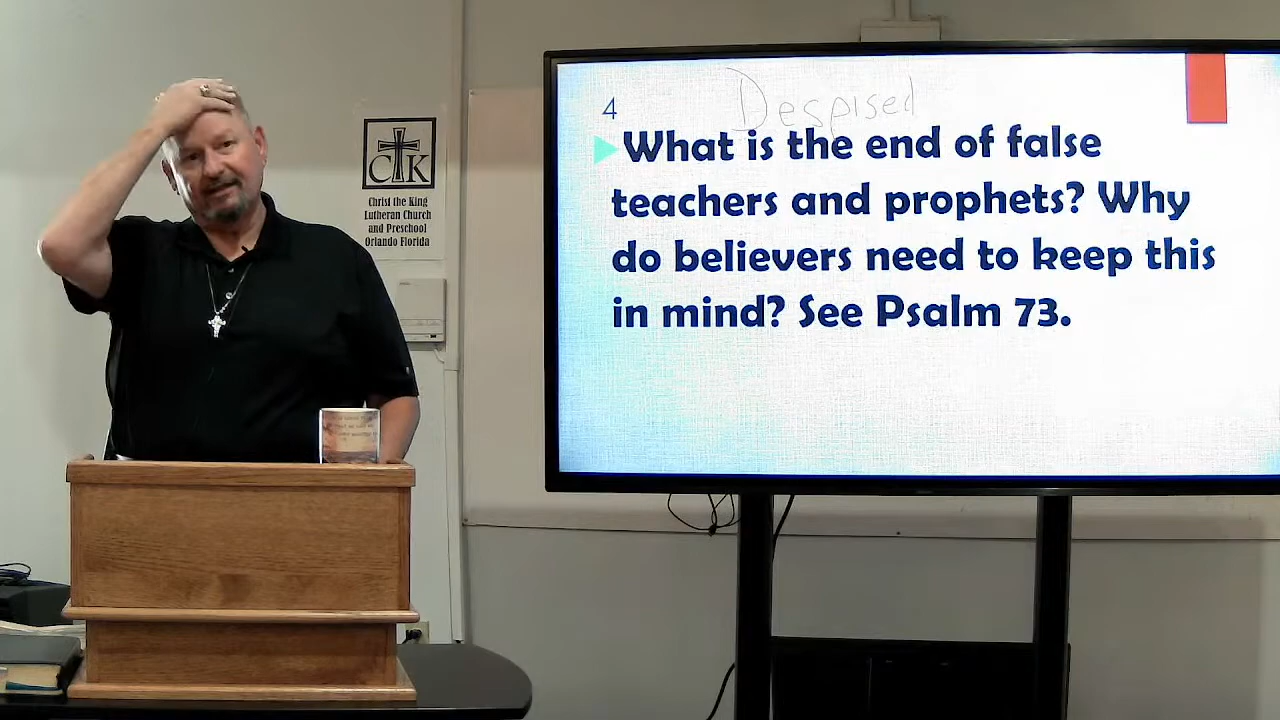 CTK
Christ the King
Lutheran Church
and Preschool
Orlando Florida
4
Despised
What is the end of false
teachers and prophets? Why
do believers need to keep this
in mind? See Psalm 73.